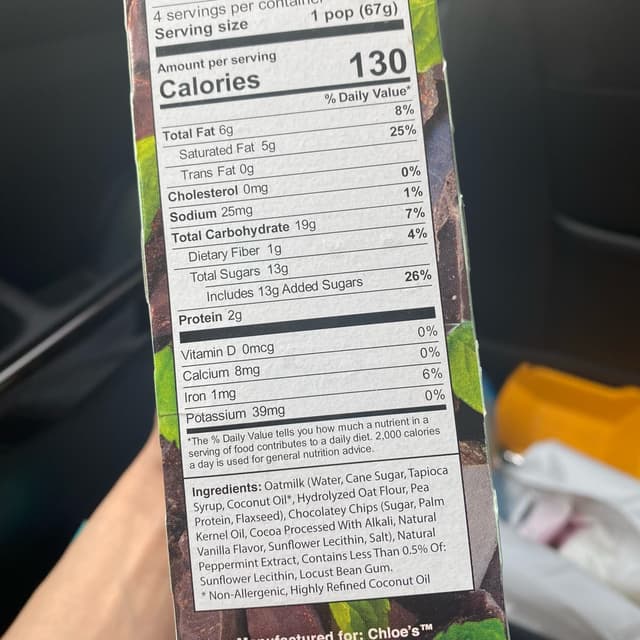 4 servings per
Serving size 1 pop (67g)
Amount per serving
Calories 130
% Daily Value*
Total Fat 6g 8%
Saturated Fat 5g 25%
Trans Fat 0g
Cholesterol 0mg 0%
Sodium 25mg 1%
Total Carbohydrate 19g 7%
Dietary Fiber 1g 4%
Total Sugars 13g
Includes 13g Added Sugars 26%
Protein 2g
Vitamin D 0mcg 0%
Calcium 8mg 0%
Iron 1mg 6%
Potassium 39mg 0%
*The % Daily Value tells you how much a nutrient in a
serving of food contributes to a daily diet. 2,000 calories
a day is used for general nutrition advice.
Ingredients: Oatmilk (Water, Cane Sugar, Tapioca
Syrup, Coconut Oil*, Hydrolyzed Oat Flour, Pea
Protein, Flaxseed), Chocolatey Chips (Sugar, Palm
Kernel Oil, Cocoa Processed With Alkali, Natural
Vanilla Flavor, Sunflower Lecithin, Salt), Natural
Peppermint Extract, Contains Less Than 0.5% Of:
Sunflower Lecithin, Locust Bean Gum.
* Non-Allergenic, Highly Refined Coconut Oil
for: Chloe's™